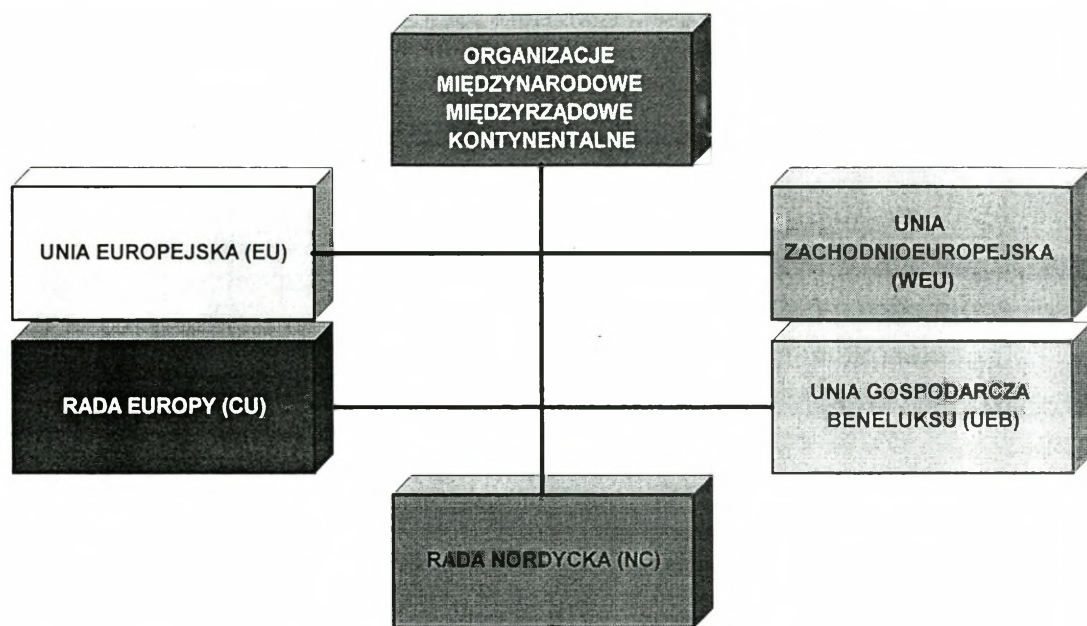 ORGANIZACJE
MIĘDZYNARODOWE
MIĘDZYRZĄDOWE
KONTYNENTALNE
UNIA EUROPEJSKA (EU)
UNIA
ZACHODNIOEUROPEJSKA
(WEU)
RADA EUROPY (CU)
UNIA GOSPODARCZA
BENELUKSU (UEB)
RADA NORDYCKA (NC)